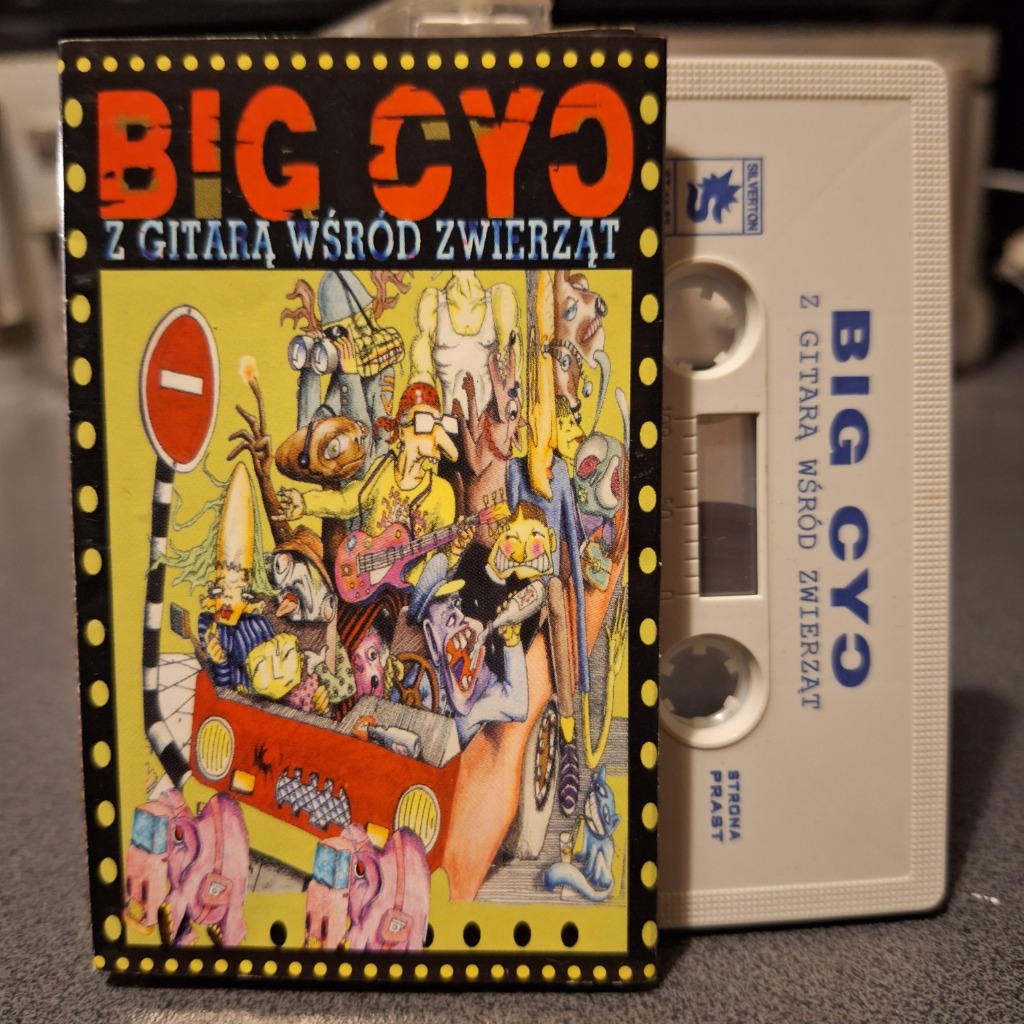 BIG CYC
Z GITARĄ WŚRÓD ZWIERZĄT
SILVERTON
BIG CYC
Z GITARĄ WŚRÓD ZWIERZĄT
STRONA
PRAST